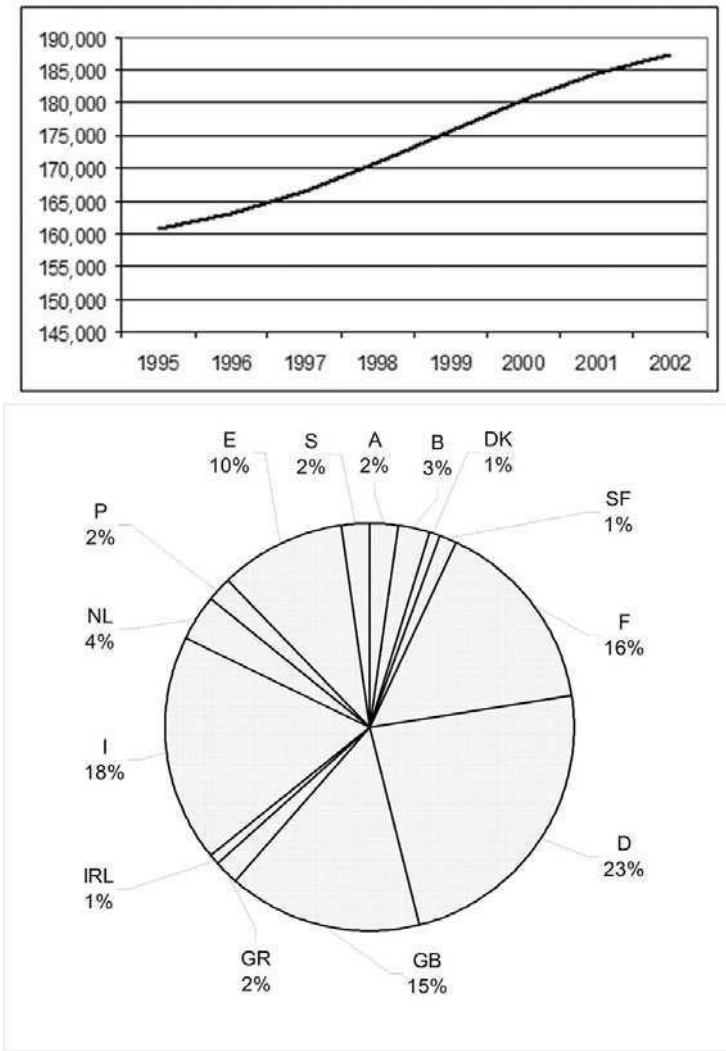 190,000
185,000
180,000
175,000
170,000
165,000
160,000
155,000
150,000
145,000
1995 1996 1997 1998 1999 2000 2001 2002
E
10%
S
2%
A
2%
B
3%
DK
1%
SF
1%
P
2%
F
16%
NL
4%
I
18%
D
23%
IRL
1%
GR
2%
GB
15%